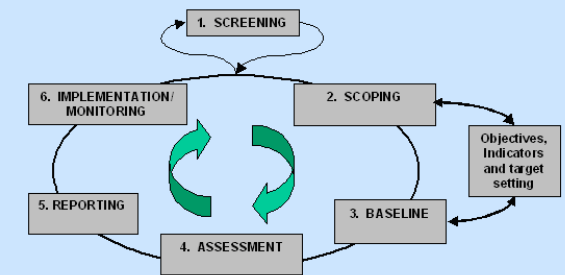 1. SCREENING
6. IMPLEMENTATION/
MONITORING
2. SCOPING
Objectives,
Indicators
and target
setting
5. REPORTING
3. BASELINE
4. ASSESSMENT